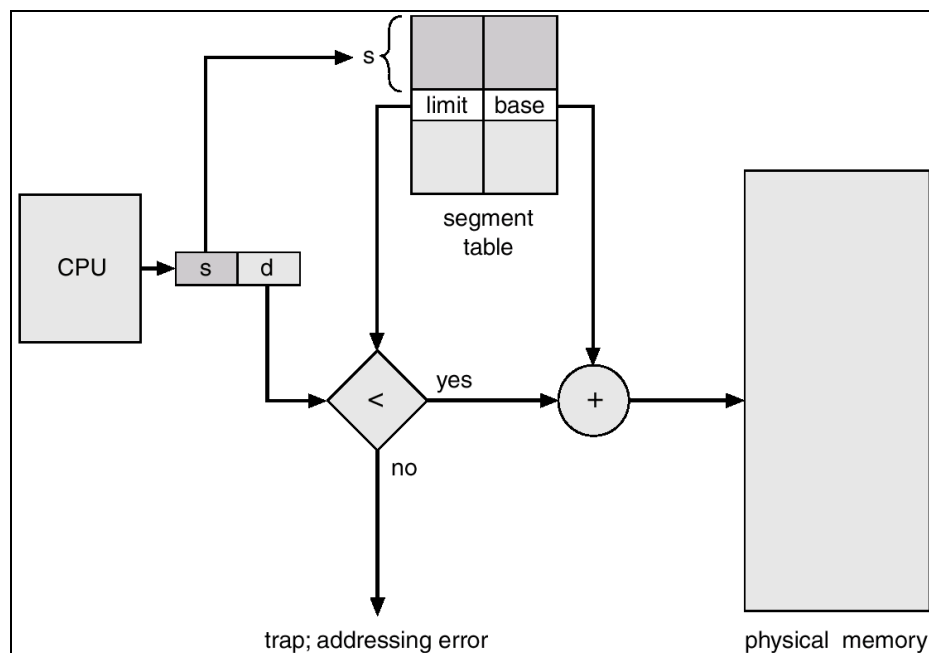 s
limit base
segment
table
CPU
s d
<
yes
+
no
trap; addressing error
physical memory